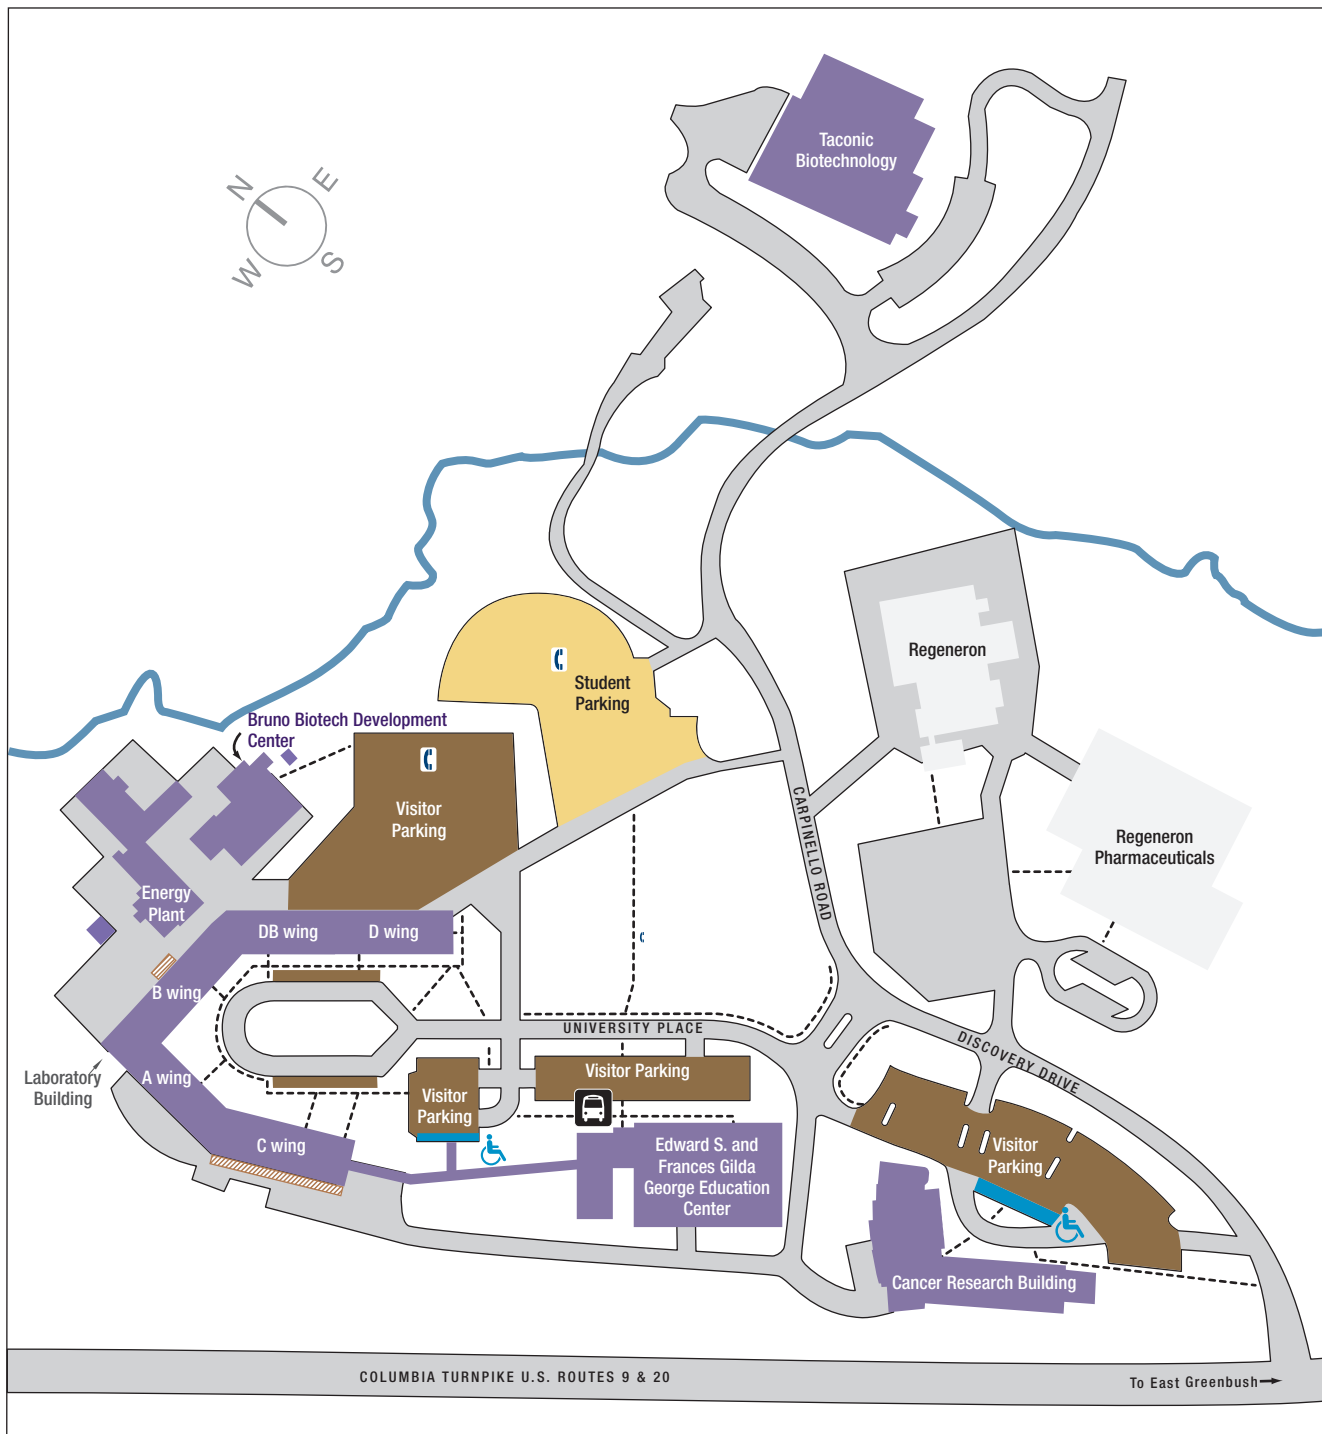 Taconic
Biotechnology
N
E
W
S
Regeneron
Student
Parking
Bruno Biotech Development
Center
Visitor
Parking
CARPINELLO ROAD
Regeneron
Pharmaceuticals
Energy
Plant
DB wing
D wing
B wing
UNIVERSITY PLACE
DISCOVERY DRIVE
Laboratory
Building
A wing
Visitor
Parking
Visitor Parking
C wing
Edward S. and
Frances Gilda
George Education
Center
Visitor
Parking
Cancer Research Building
COLUMBIA TURNPIKE U.S. ROUTES 9 & 20
To East Greenbush